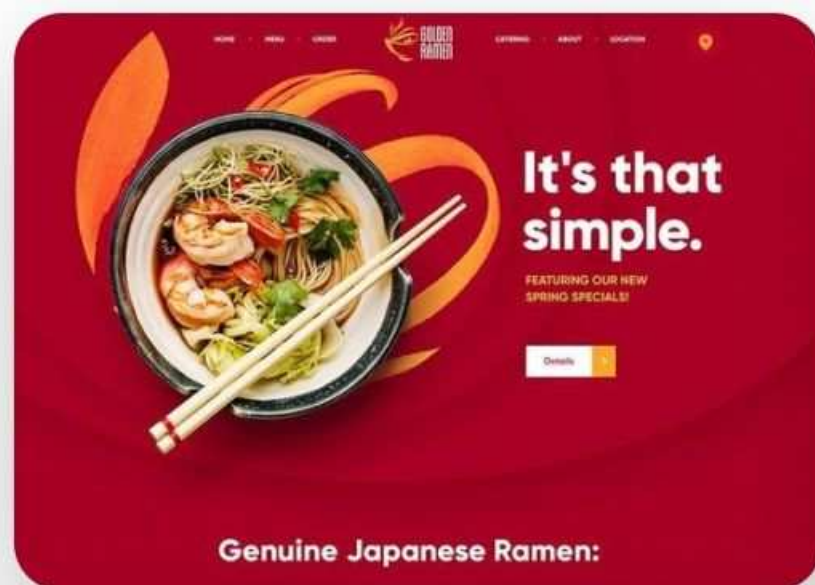 HOME MENU ORDER
GOLDEN
RAMEN
CATERING ABOUT LOCATION
It's that
simple.
FEATURING OUR NEW
SPRING SPECIALS!
Details
Genuine Japanese Ramen: